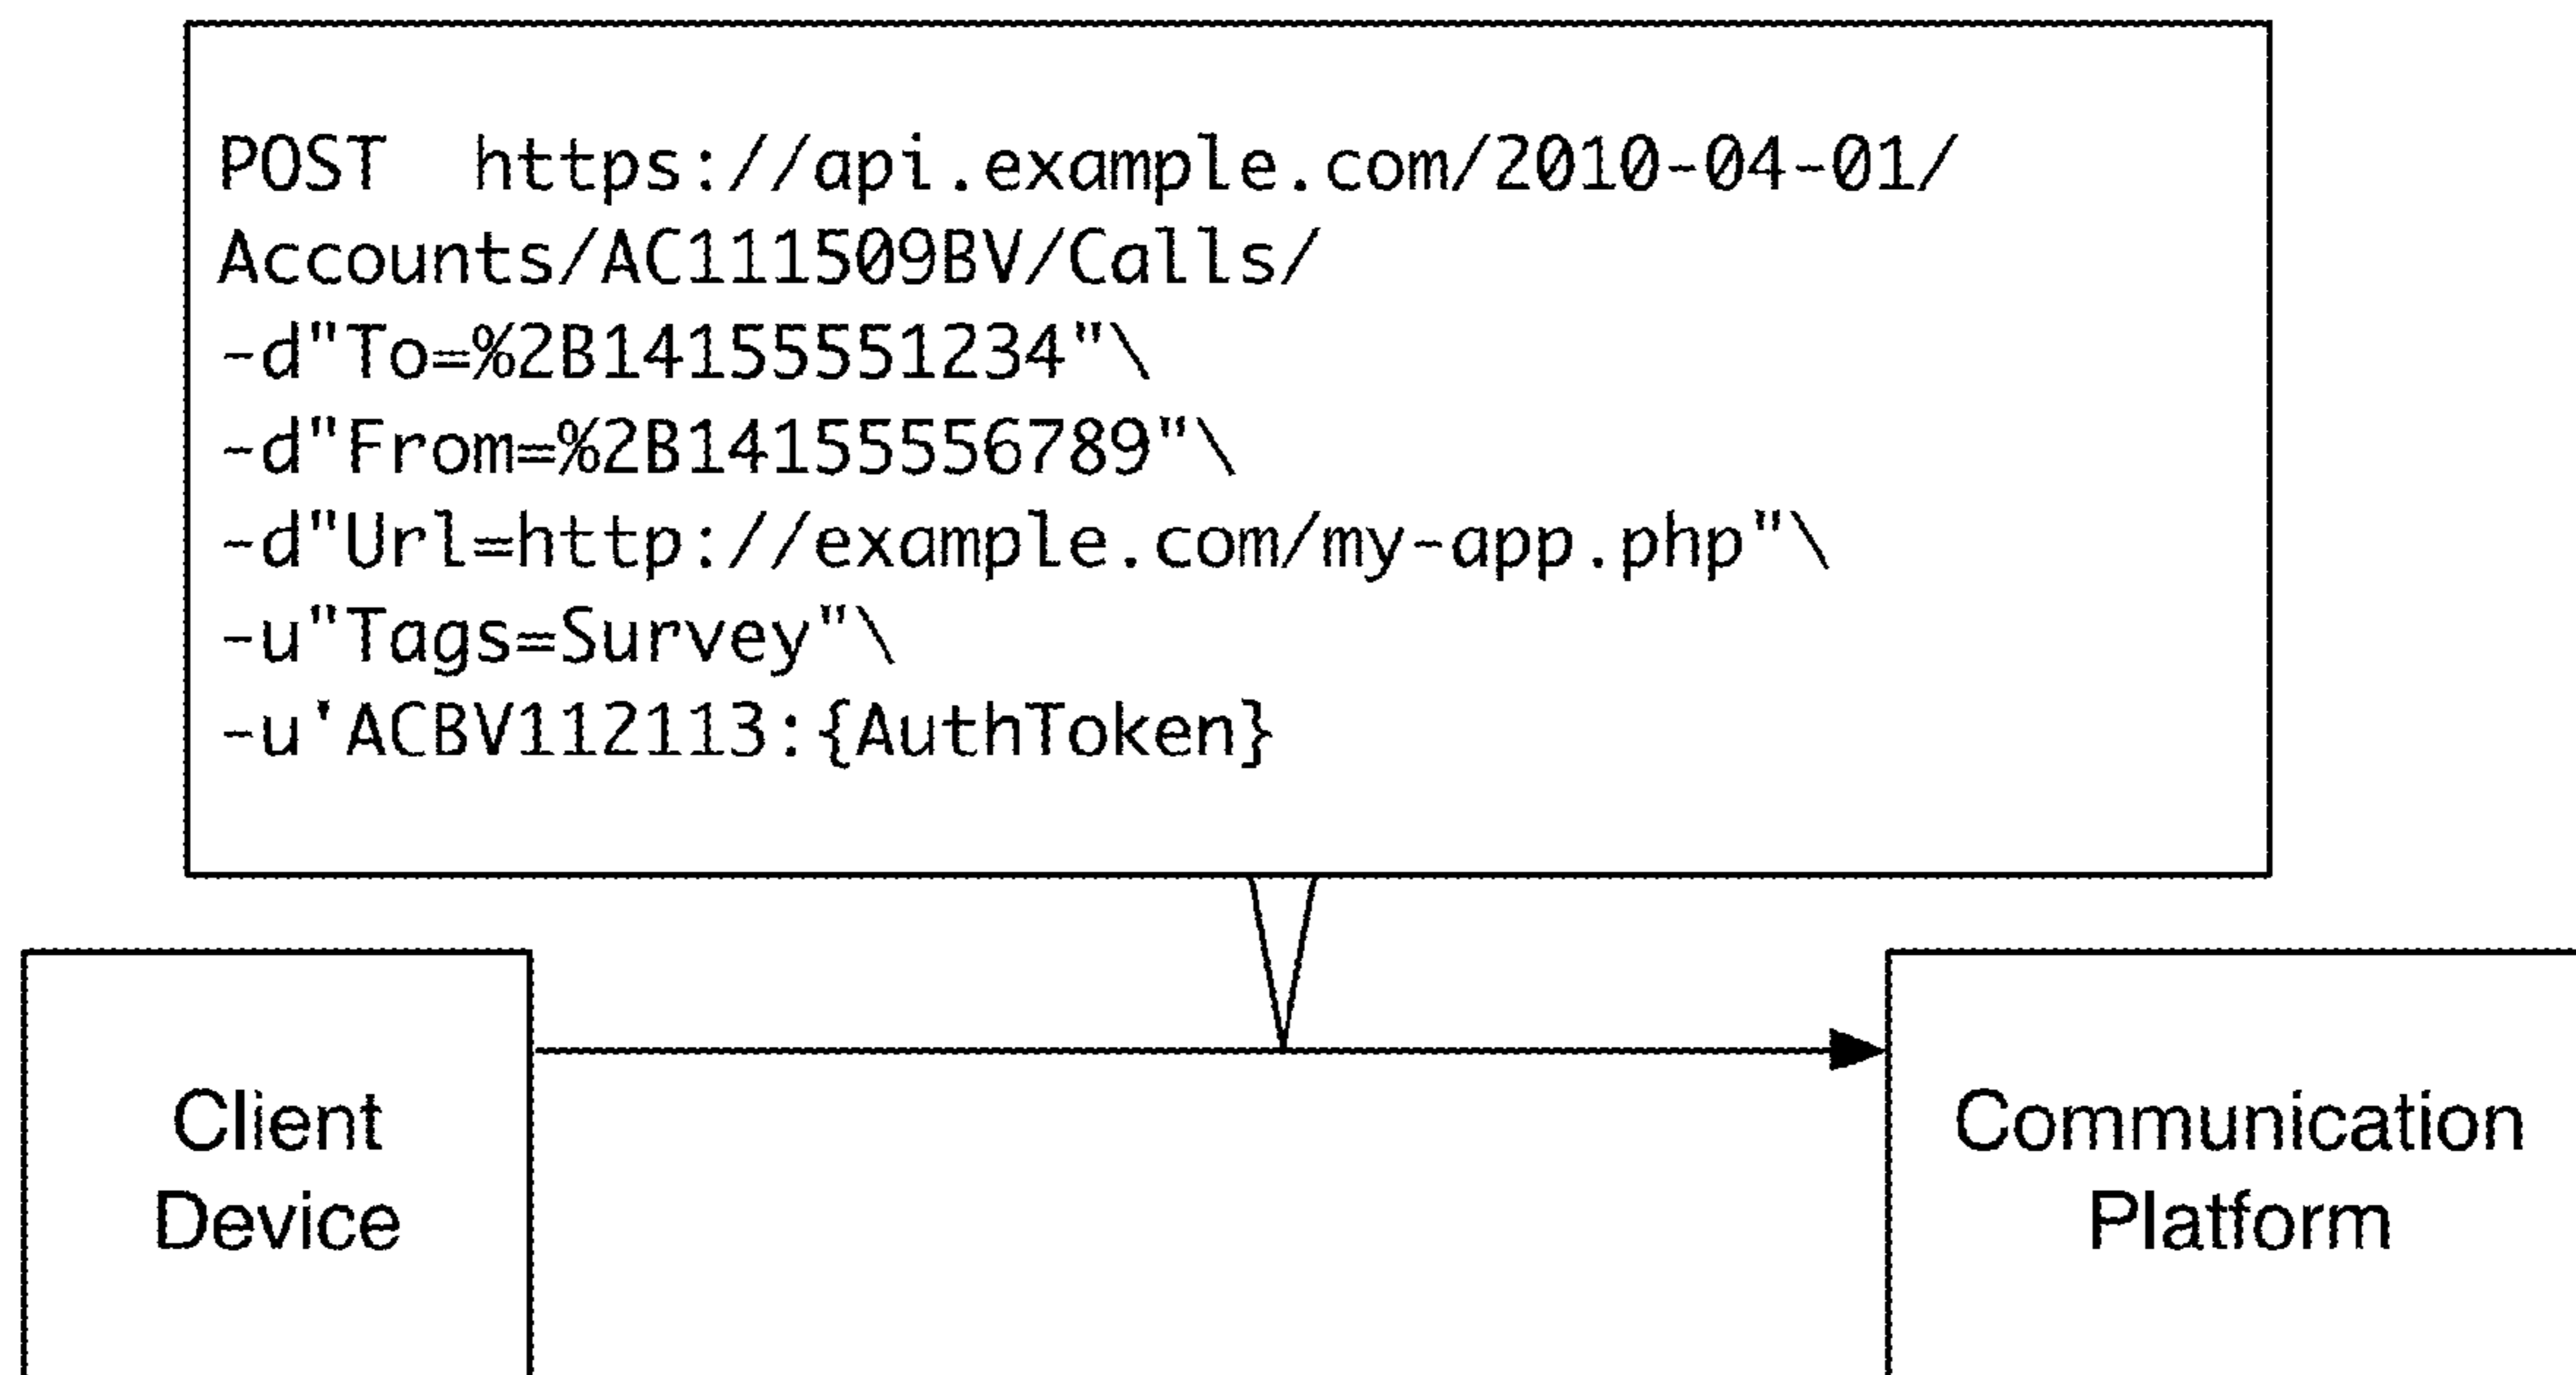 POST  https://api.example.com/2010-04-01/
Accounts/AC111509BV/Calls/
-d"To=%2B14155551234"\
-d"From=%2B14155556789"\
-d"Url=http://example.com/my-app.php"\
-u"Tags=Survey"\
-u'ACBV112113:{AuthToken}
Client
Device
Communication
Platform